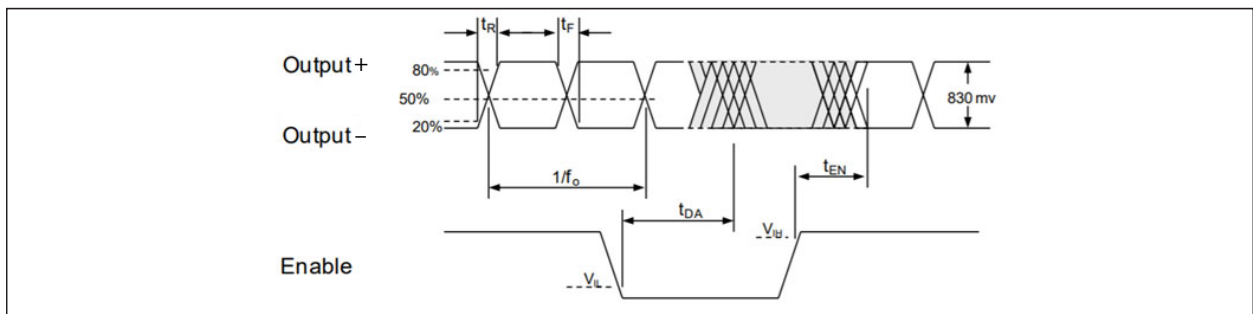 tR tF
Output+
80%
50%
830 mv
20%
Output–
tEN
1/fo
tDA
VIH
Enable
VIL